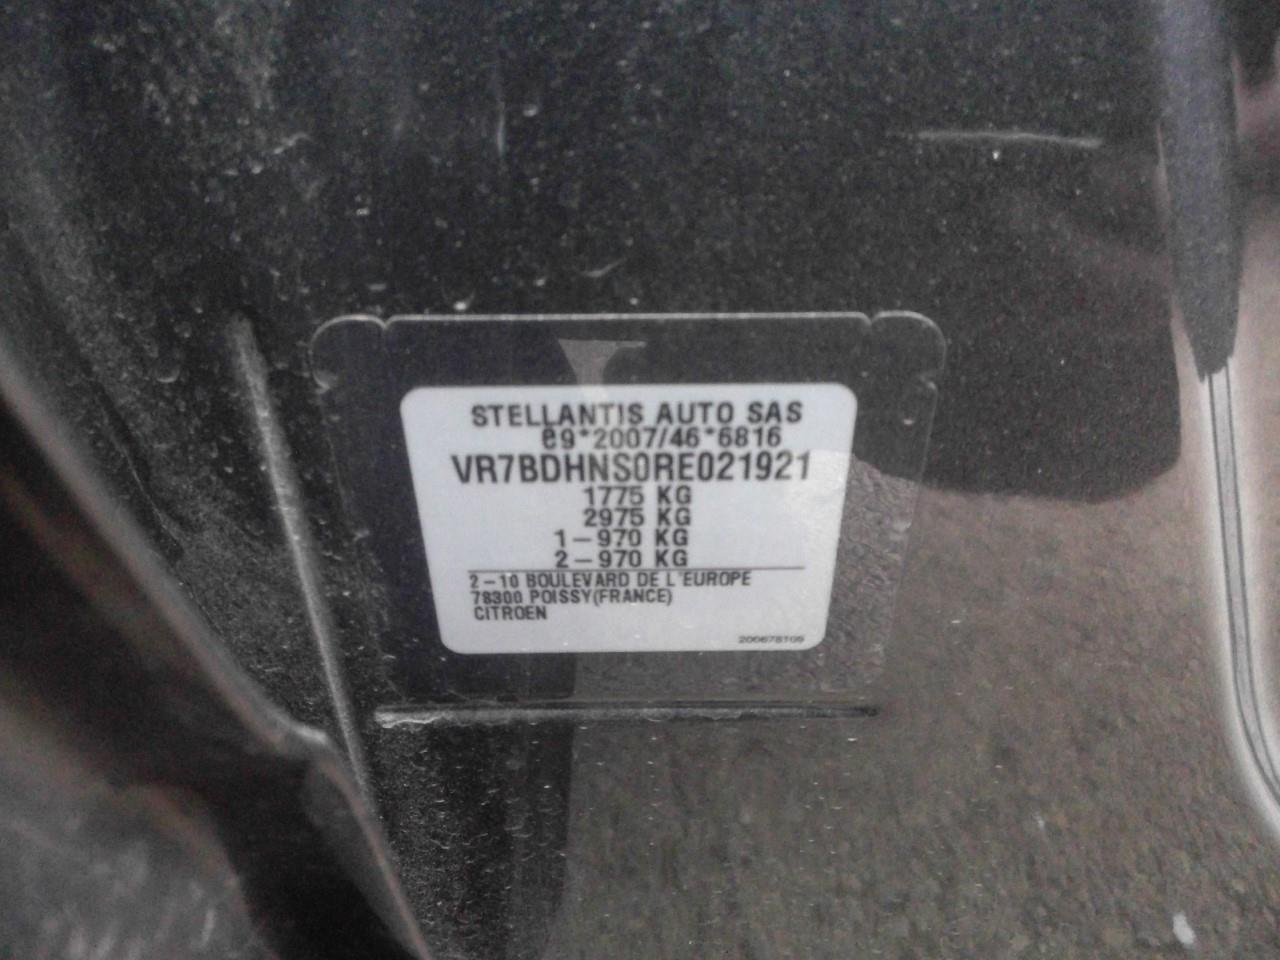 STELLANTIS AUTO SAS
e9*2007/46*6816
VR7BDHNS0RE021921
1775 KG
2975 KG
1-970 KG
2-970 KG
2-10 BOULEVARD DE L'EUROPE
78300 POISSY(FRANCE)
CITROEN
200678109